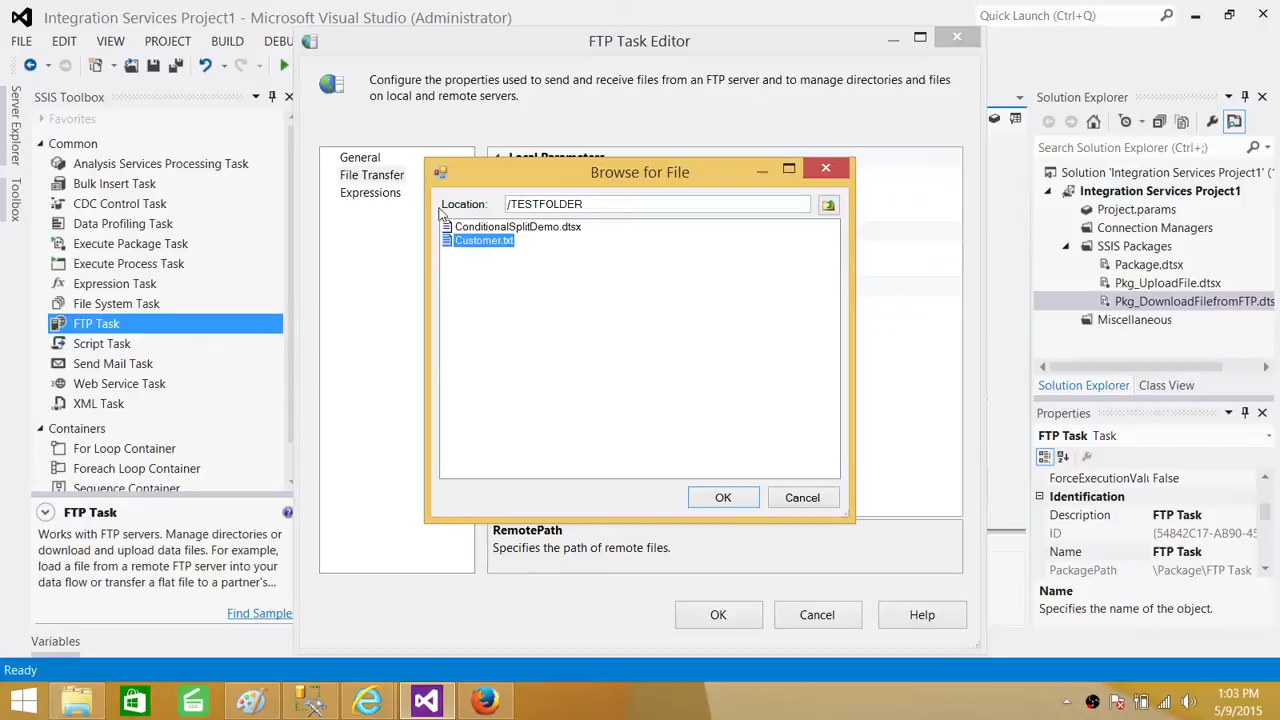 Integration Services Project1 - Microsoft Visual Studio (Administrator)
Quick Launch (Ctrl+Q)
FILE EDIT VIEW PROJECT BUILD DEBU
FTP Task Editor
Configure the properties used to send and receive files from an FTP server and to manage directories and files
on local and remote servers.
General
File Transfer
Expressions
Local Parameters
Browse for File
Location: /TESTFOLDER
ConditionalSplitDemo.dtsx
Customer.txt
OK Cancel
RemotePath
Specifies the path of remote files.
OK Cancel Help
Server Explorer
Toolbox
SSIS Toolbox
Favorites
Common
Analysis Services Processing Task
Bulk Insert Task
CDC Control Task
Data Profiling Task
Execute Package Task
Execute Process Task
Expression Task
File System Task
FTP Task
Script Task
Send Mail Task
Web Service Task
XML Task
Containers
For Loop Container
Foreach Loop Container
Sequence Container
FTP Task
Works with FTP servers. Manage directories or
download and upload data files. For example,
load a file from a remote FTP server into your
data flow or transfer a flat file to a partner's...
Find Sample
Variables
Solution Explorer
Search Solution Explorer (Ctrl+;)
Solution 'Integration Services Project1' (
Integration Services Project1
Project.params
Connection Managers
SSIS Packages
Package.dtsx
Pkg_UploadFile.dtsx
Pkg_DownloadFilefromFTP.dts
Miscellaneous
Solution Explorer Class View
Properties
FTP Task Task
ForceExecutionValu False
Identification
Description FTP Task
ID {54842C17-AB90-45
Name FTP Task
PackagePath \Package\FTP Task
Name
Specifies the name of the object.
Ready
1:03 PM
5/9/2015